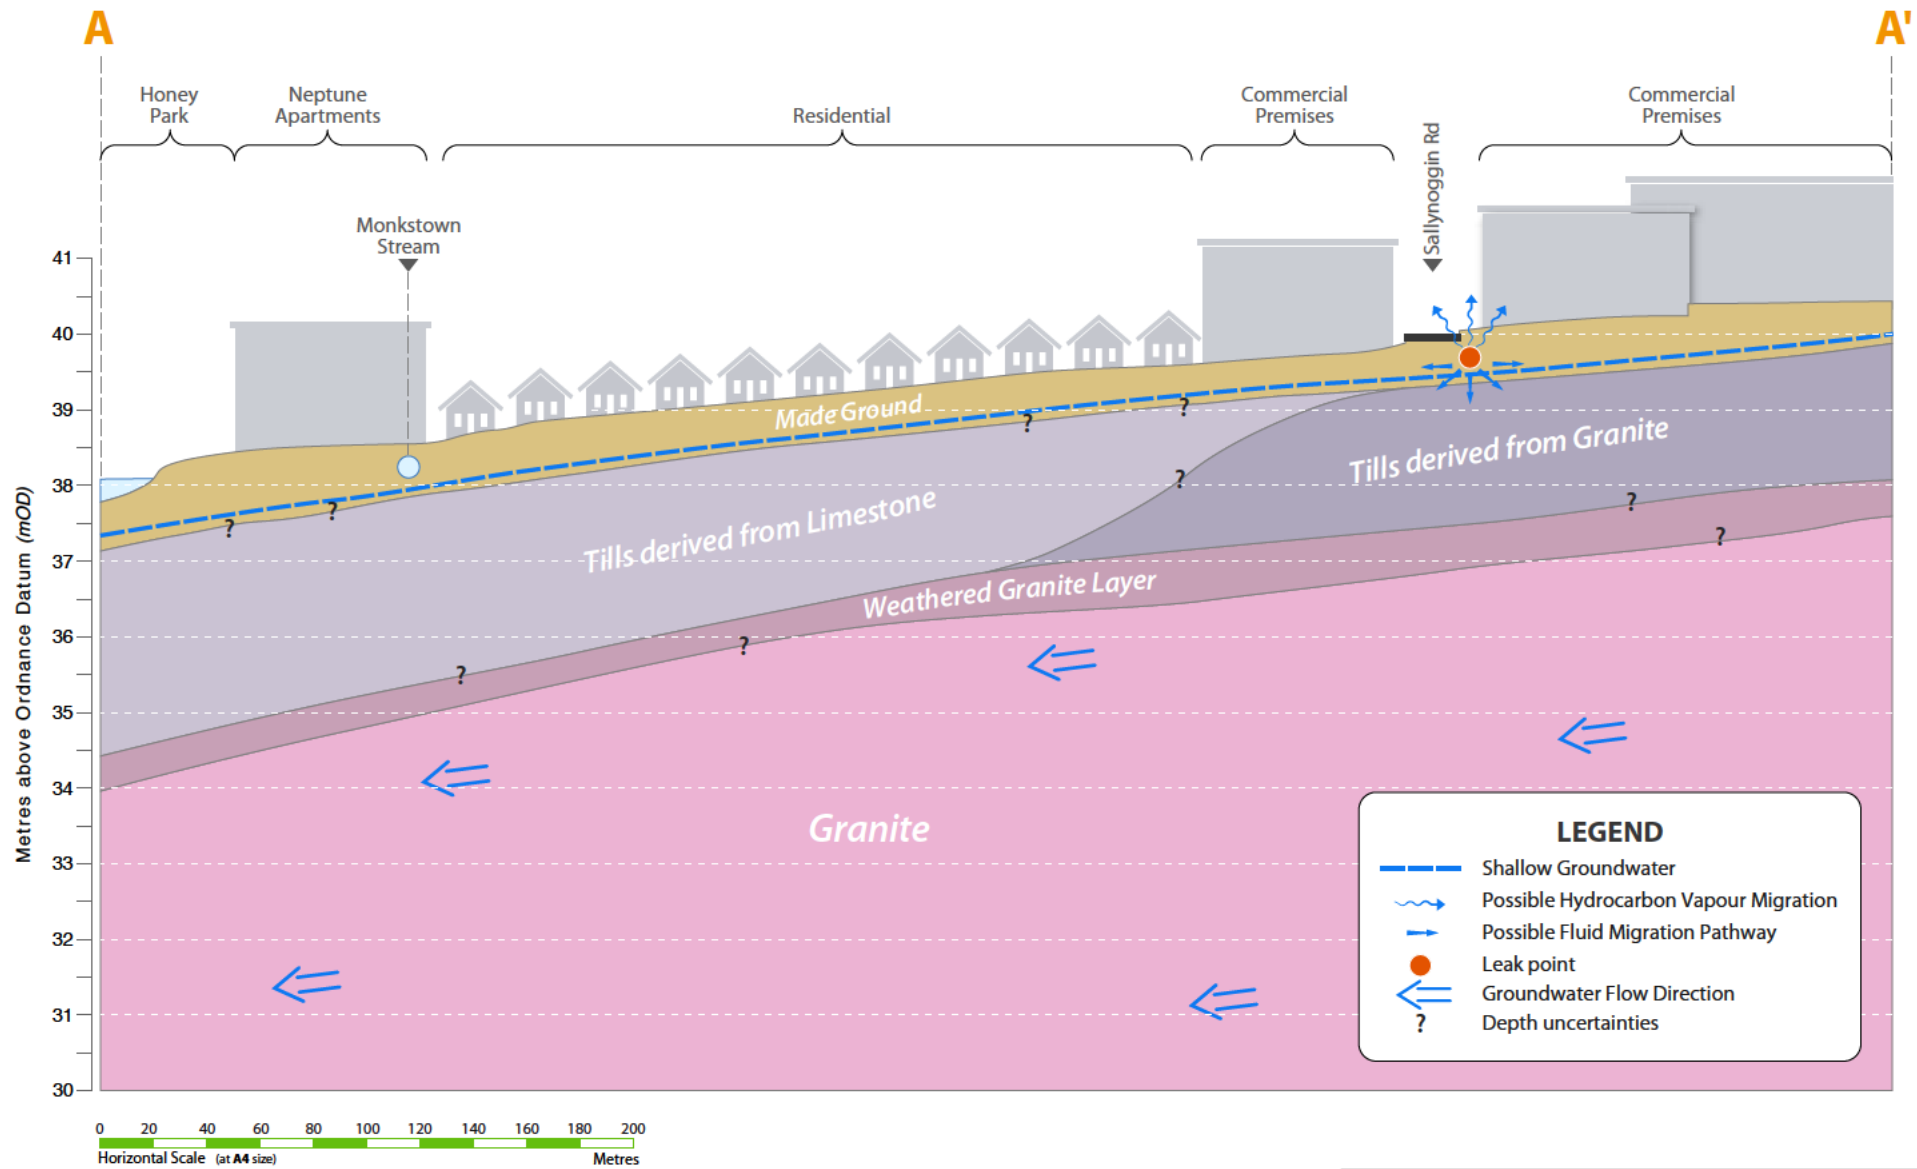 A
A'
Honey
Park
Neptune
Apartments
Residential
Commercial
Premises
Sallynoggin Rd
Commercial
Premises
Monkstown
Stream
41
40
39
38
37
36
35
34
33
32
31
30
Metres above Ordnance Datum (mOD)
Made Ground
?
?
?
?
Tills derived from Limestone
?
Tills derived from Granite
?
?
Weathered Granite Layer
?
?
Granite
LEGEND
Shallow Groundwater
Possible Hydrocarbon Vapour Migration
Possible Fluid Migration Pathway
Leak point
Groundwater Flow Direction
? Depth uncertainties
0 20 40 60 80 100 120 140 160 180 200
Horizontal Scale (at A4 size) Metres